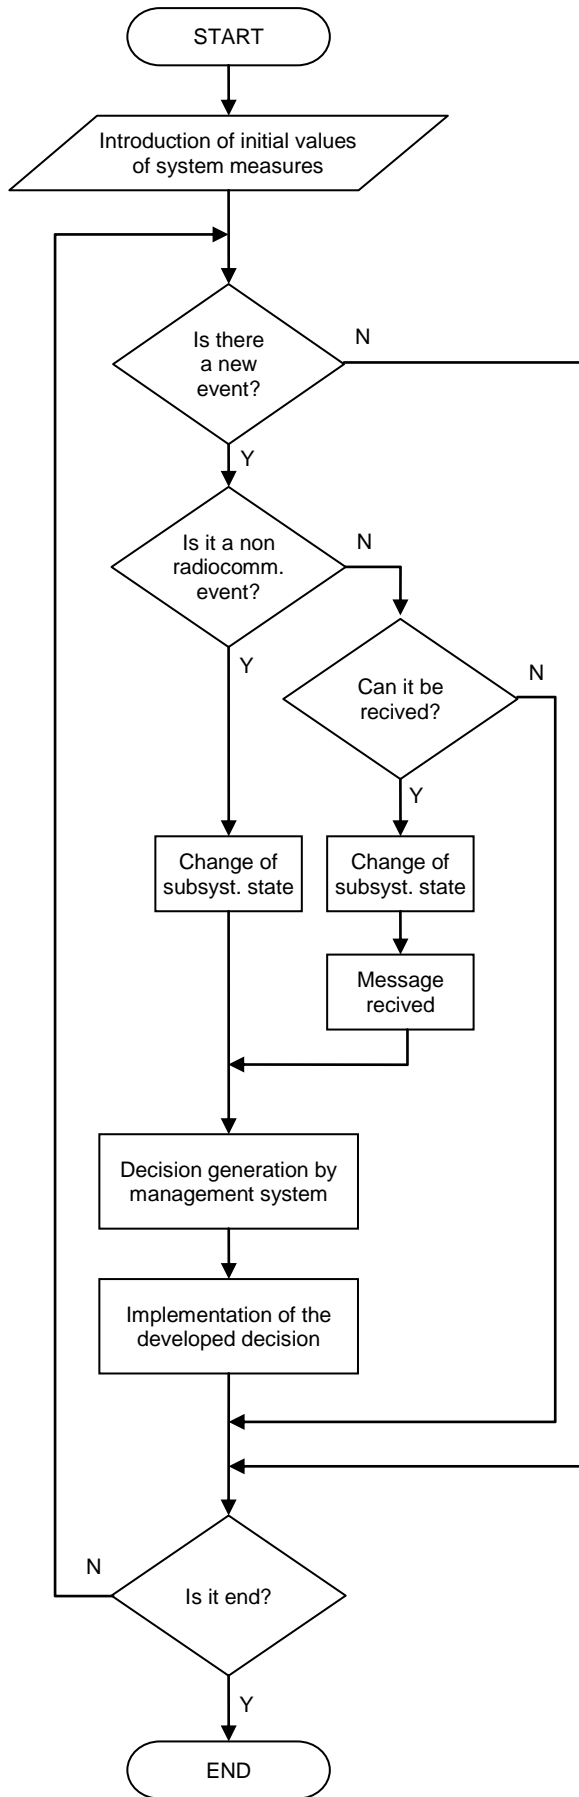 START
Introduction of initial values
of system measures
Is there
a new
event?
N
Y
Is it a non
radiocomm.
event?
N
Y
Can it be
recived?
N
Y
Change of
subsyst. state
Change of
subsyst. state
Message
recived
Decision generation by
management system
Implementation of the
developed decision
N
Is it end?
Y
END